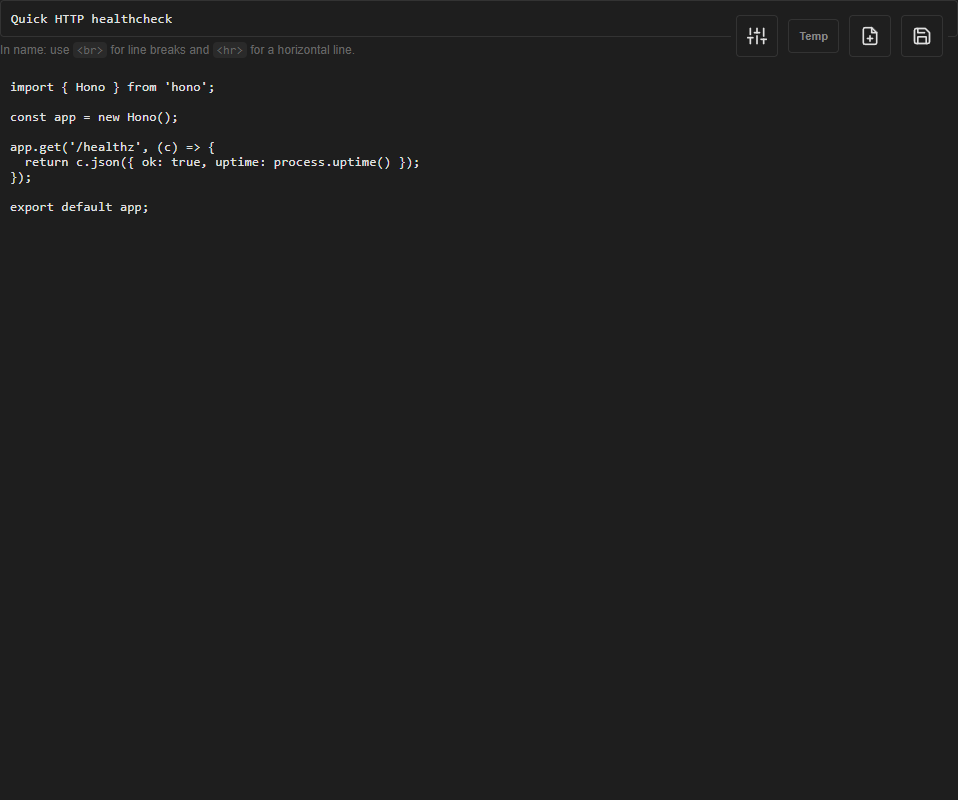 Quick HTTP healthcheck
Temp
In name: use <br> for line breaks and <hr> for a horizontal line.
import { Hono } from 'hono';
const app = new Hono();
app.get('/healthz', (c) => {
  return c.json({ ok: true, uptime: process.uptime() });
});
export default app;